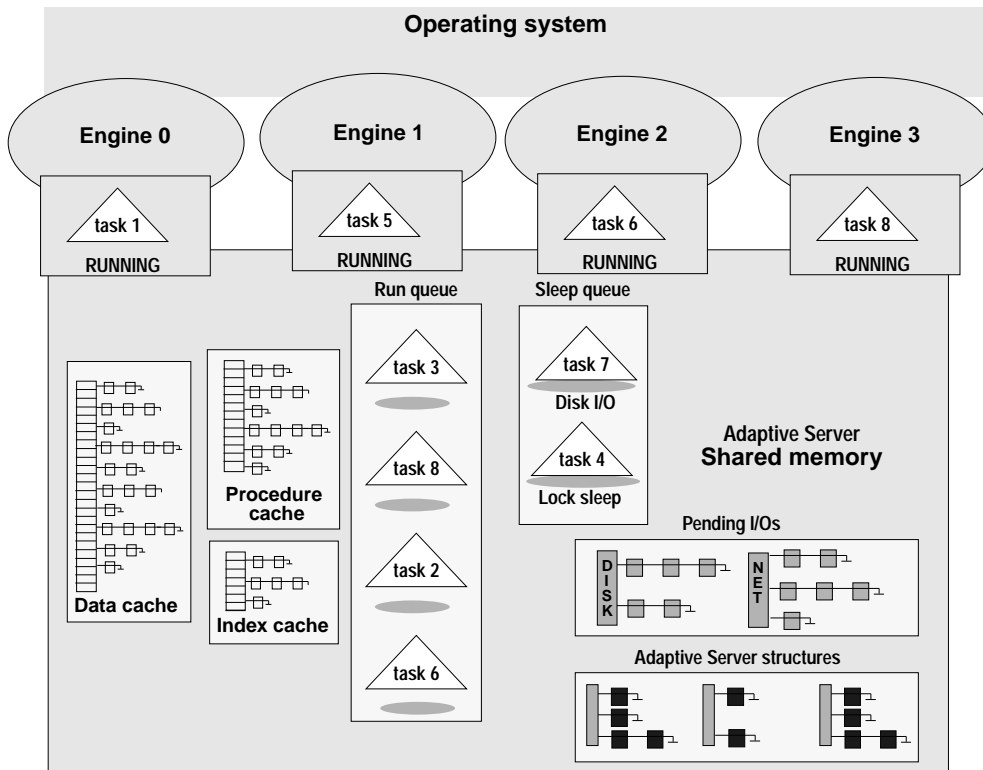 Operating system
Engine 0
Engine 1
Engine 2
Engine 3
task 1
task 5
task 6
task 8
RUNNING
RUNNING
RUNNING
RUNNING
Run queue
Sleep queue
task 3
task 8
task 2
task 6
task 7
Disk I/O
task 4
Lock sleep
Data cache
Procedure
cache
Index cache
Adaptive Server
Shared memory
Pending I/Os
DISK
NET
Adaptive Server structures